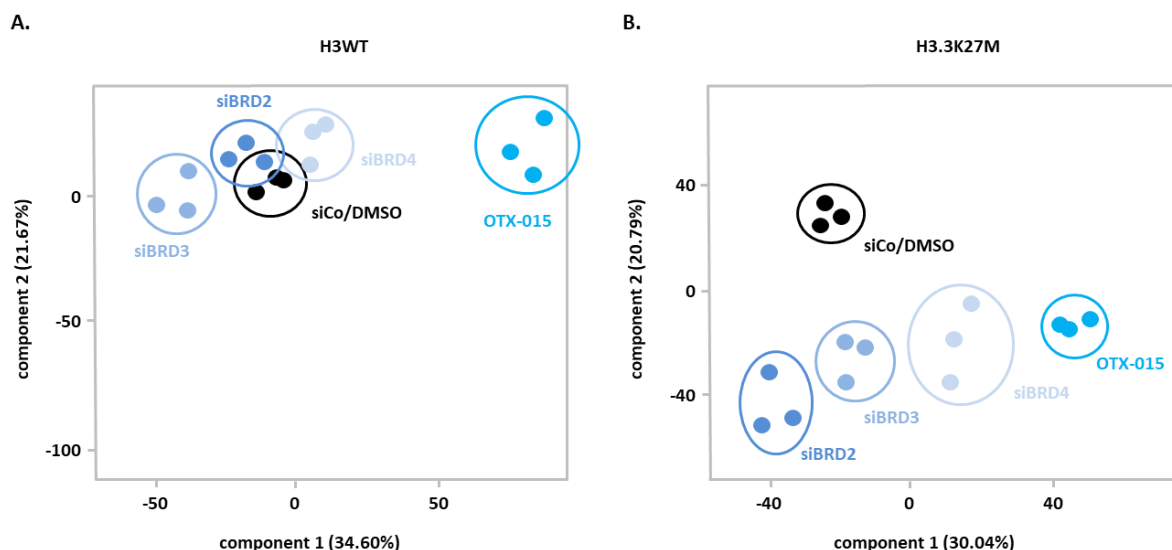 A.
H3WT
siBRD2
siBRD4
siCo/DMSO
siBRD3
OTX-015
component 2 (21.67%)
0
-50
-100
-50
0
50
component 1 (34.60%)
B.
H3.3K27M
siCo/DMSO
OTX-015
siBRD4
siBRD3
siBRD2
component 2 (20.79%)
40
0
-40
-40
0
40
component 1 (30.04%)